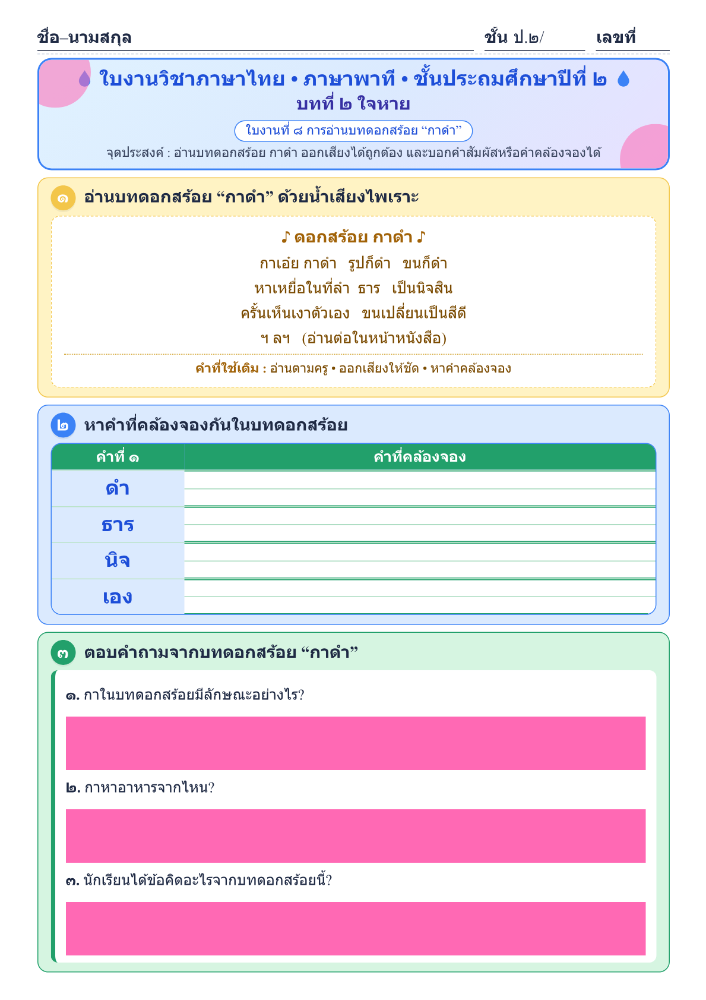 ชื่อ–นามสกุล ชั้น ป.๒/ เลขที่
ใบงานวิชาภาษาไทย • ภาษาพาที • ชั้นประถมศึกษาปีที่ ๒
บทที่ ๒ ใจหาย
ใบงานที่ ๘ การอ่านบทดอกสร้อย “กาดำ”
จุดประสงค์ : อ่านบทดอกสร้อย กาดำ ออกเสียงได้ถูกต้อง และบอกคำสัมผัสหรือคำคล้องจองได้
๑ อ่านบทดอกสร้อย “กาดำ” ด้วยน้ำเสียงไพเราะ
♪ ดอกสร้อย กาดำ ♪
กาเอ๋ย กาดำ รูปก็ดำ ขนก็ดำ
หาเหยื่อในที่ลำ ธาร เป็นนิจสิน
ครั้นเห็นเงาตัวเอง ขนเปลี่ยนเป็นสีดี
ฯ ลฯ (อ่านต่อในหน้าหนังสือ)
คำที่ใช้เติม : อ่านตามครู • ออกเสียงให้ชัด • หาคำคล้องจอง
๒ หาคำที่คล้องจองกันในบทดอกสร้อย
คำที่ ๑ คำที่คล้องจอง
ดำ
ธาร
นิจ
เอง
๓ ตอบคำถามจากบทดอกสร้อย “กาดำ”
๑. กาในบทดอกสร้อยมีลักษณะอย่างไร?
๒. กาหาอาหารจากไหน?
๓. นักเรียนได้ข้อคิดอะไรจากบทดอกสร้อยนี้?